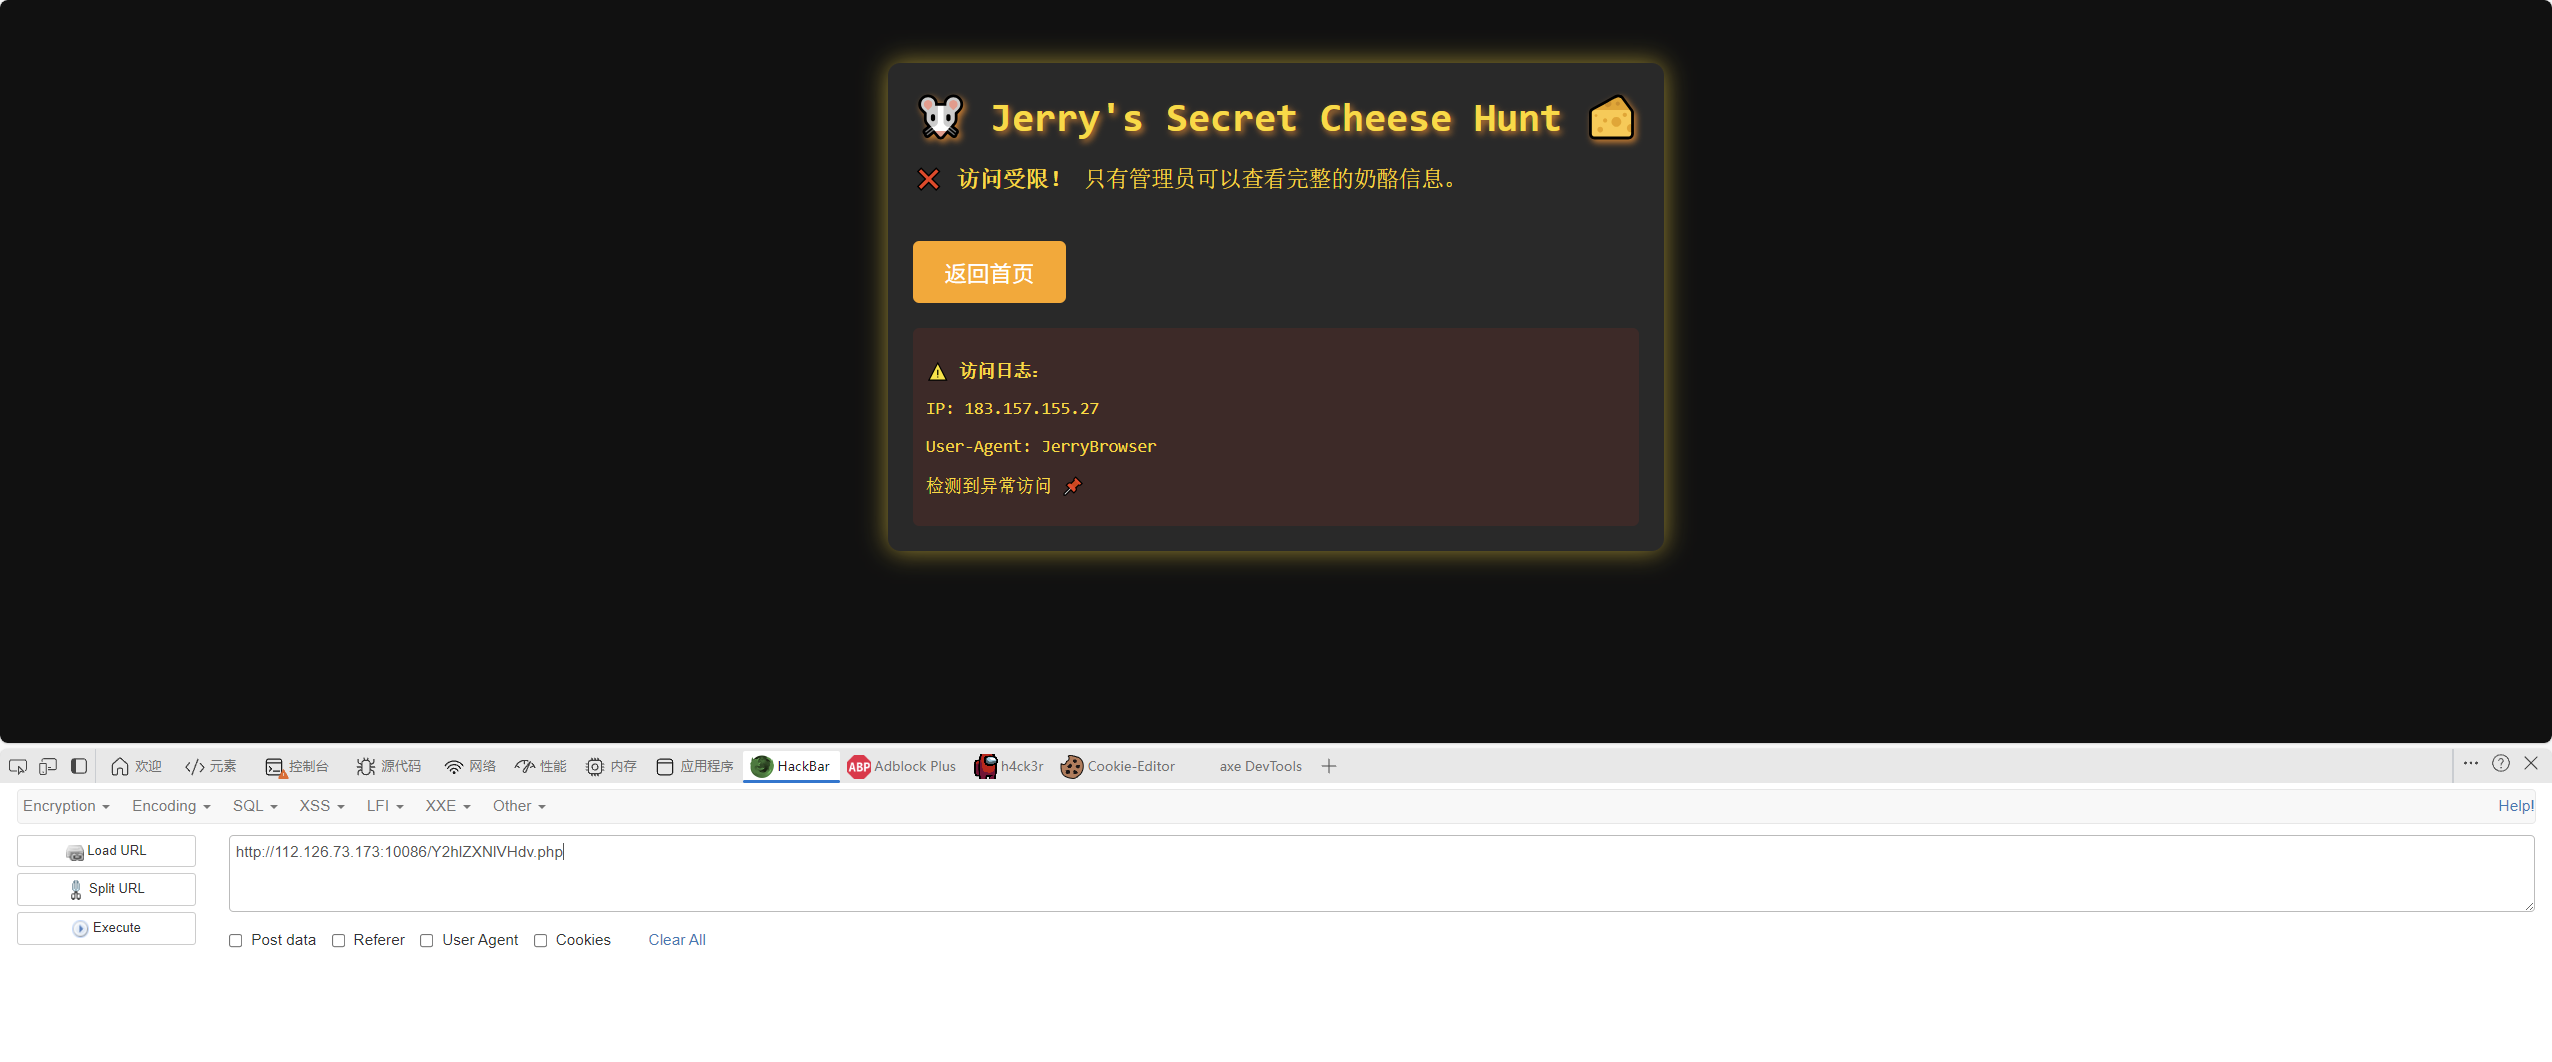 Jerry's Secret Cheese Hunt
访问受限！ 只有管理员可以查看完整的奶酪信息。
返回首页
访问日志：
IP: 183.157.155.27
User-Agent: JerryBrowser
检测到异常访问
欢迎 元素 控制台 源代码 网络 性能 内存 应用程序 HackBar ABP Adblock Plus h4ck3r Cookie-Editor axe DevTools
Encryption Encoding SQL XSS LFI XXE Other Help!
Load URL
http://112.126.73.173:10086/Y2hlZXNlVHdv.php
Split URL
Execute
Post data Referer User Agent Cookies Clear All